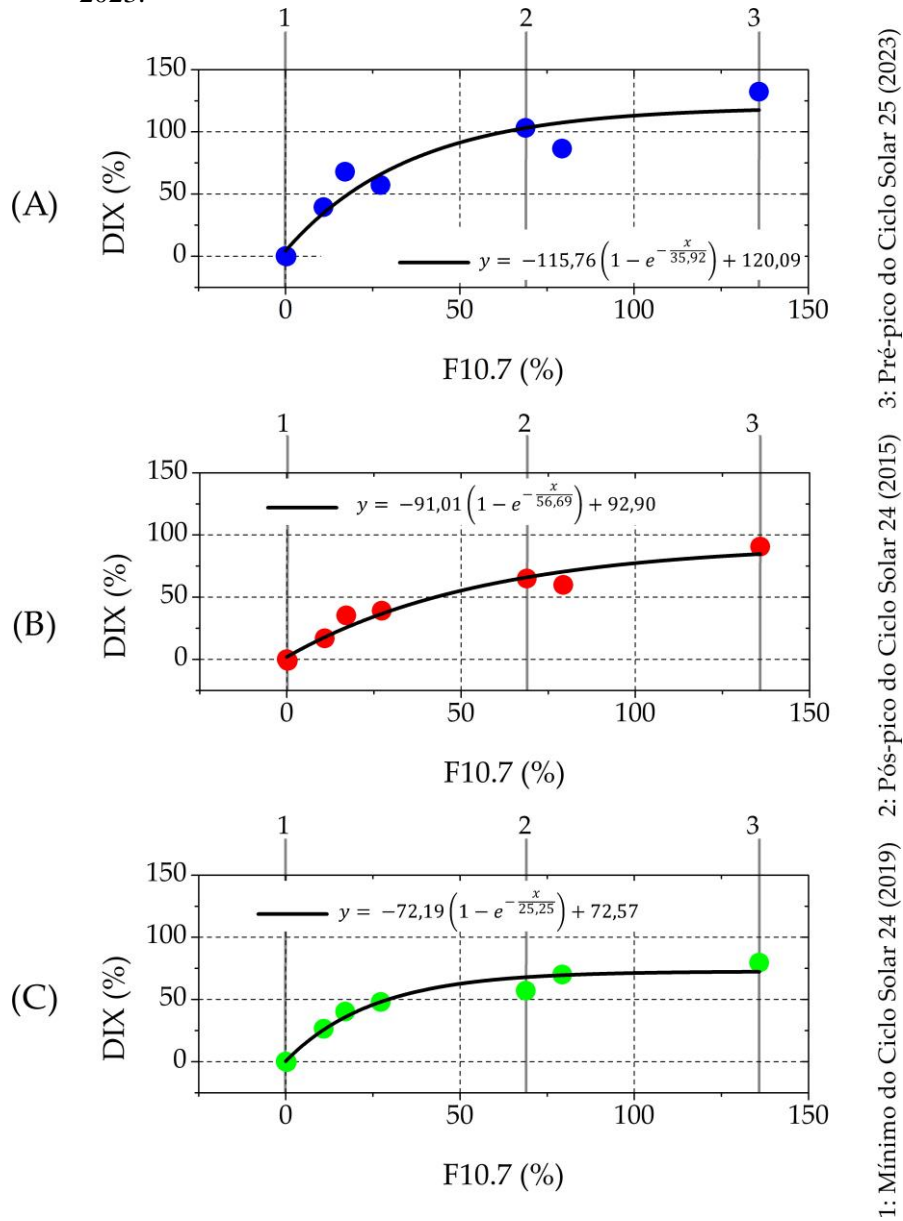 2023.
1 2 3
(A)
DIX (%)
150
100
50
0
y = −115,76 (1 − e^{−x/35,92}) + 120,09
0 50 100 150
F10.7 (%)
1 2 3
(B)
DIX (%)
150
100
50
0
y = −91,01 (1 − e^{−x/56,69}) + 92,90
0 50 100 150
F10.7 (%)
1 2 3
(C)
DIX (%)
150
100
50
0
y = −72,19 (1 − e^{−x/25,25}) + 72,57
0 50 100 150
F10.7 (%)
1: Mínimo do Ciclo Solar 24 (2019) 2: Pós-pico do Ciclo Solar 24 (2015) 3: Pré-pico do Ciclo Solar 25 (2023)